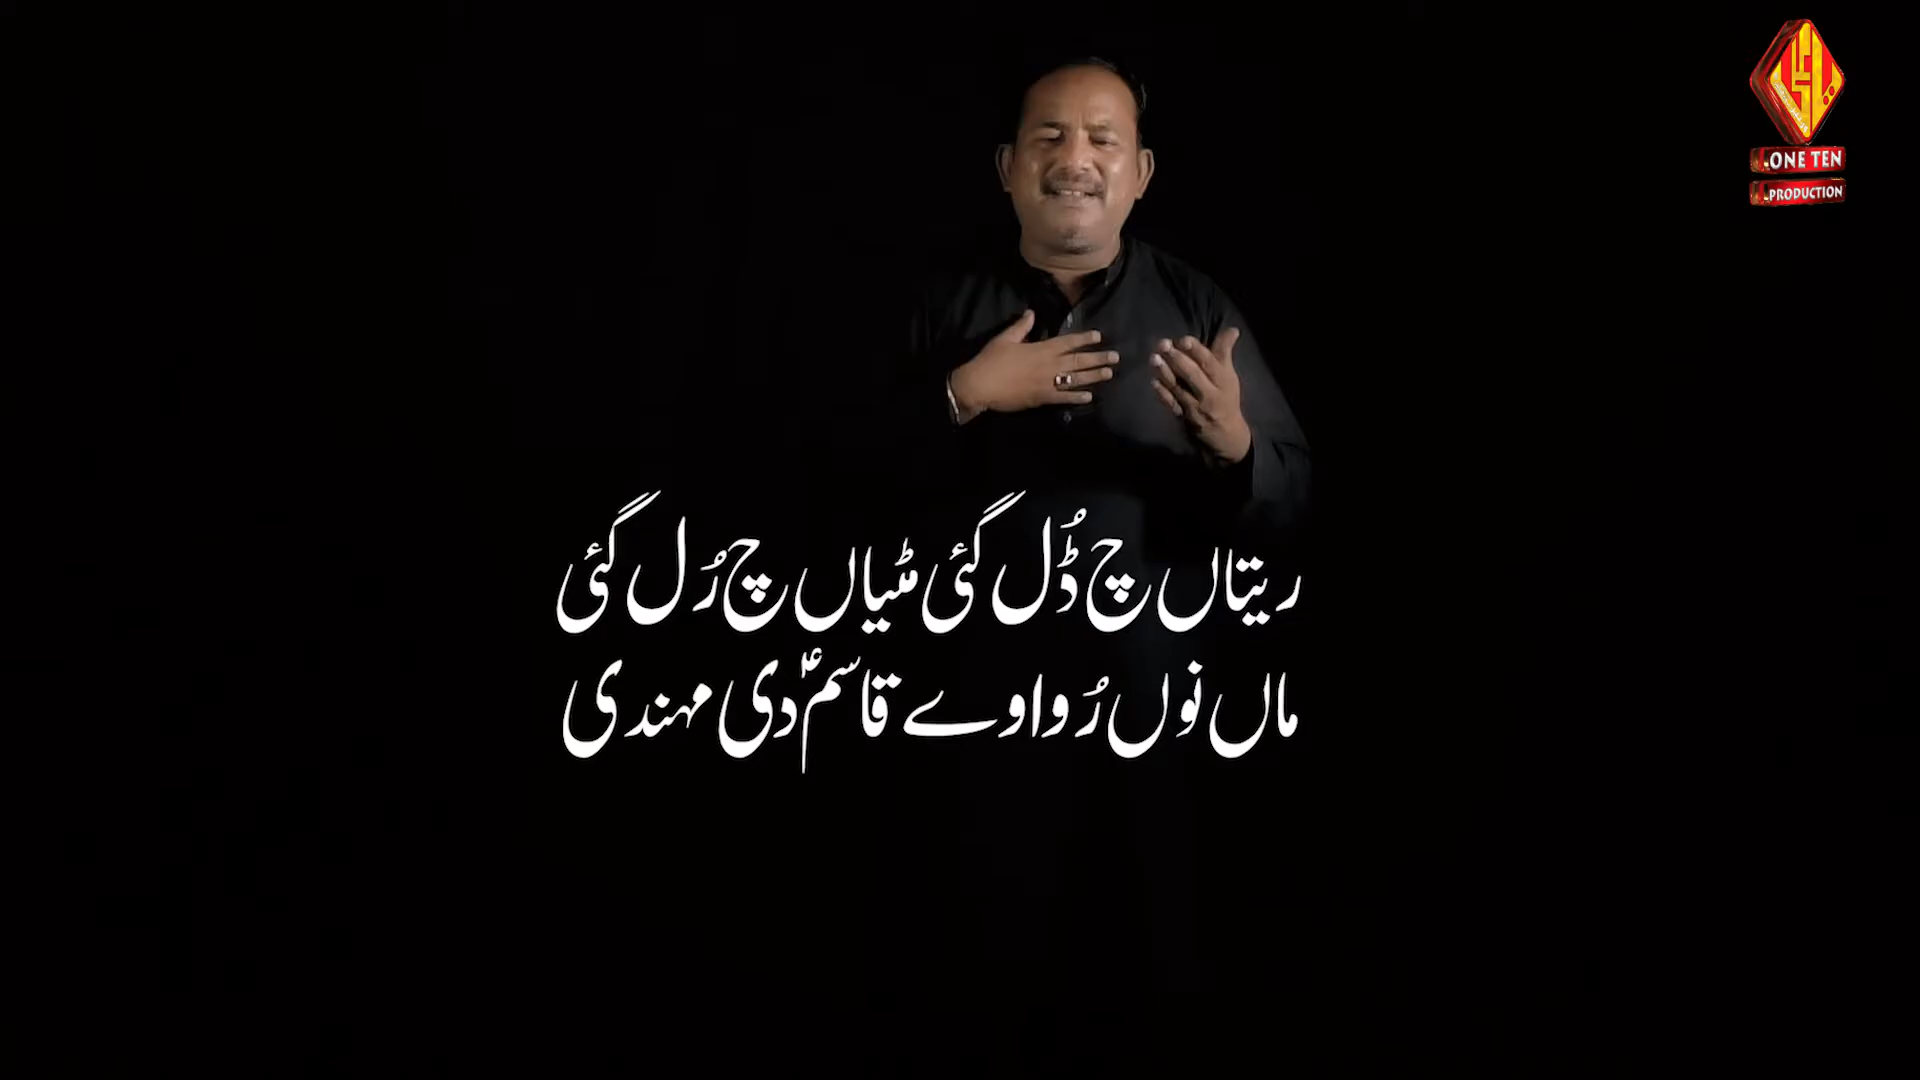 ONE TEN
PRODUCTION
ریتاں چ ڈُل گئی مٹیاں چ رُل گئی
ماں نوں رُواوے قاسمؑ دی مہندی